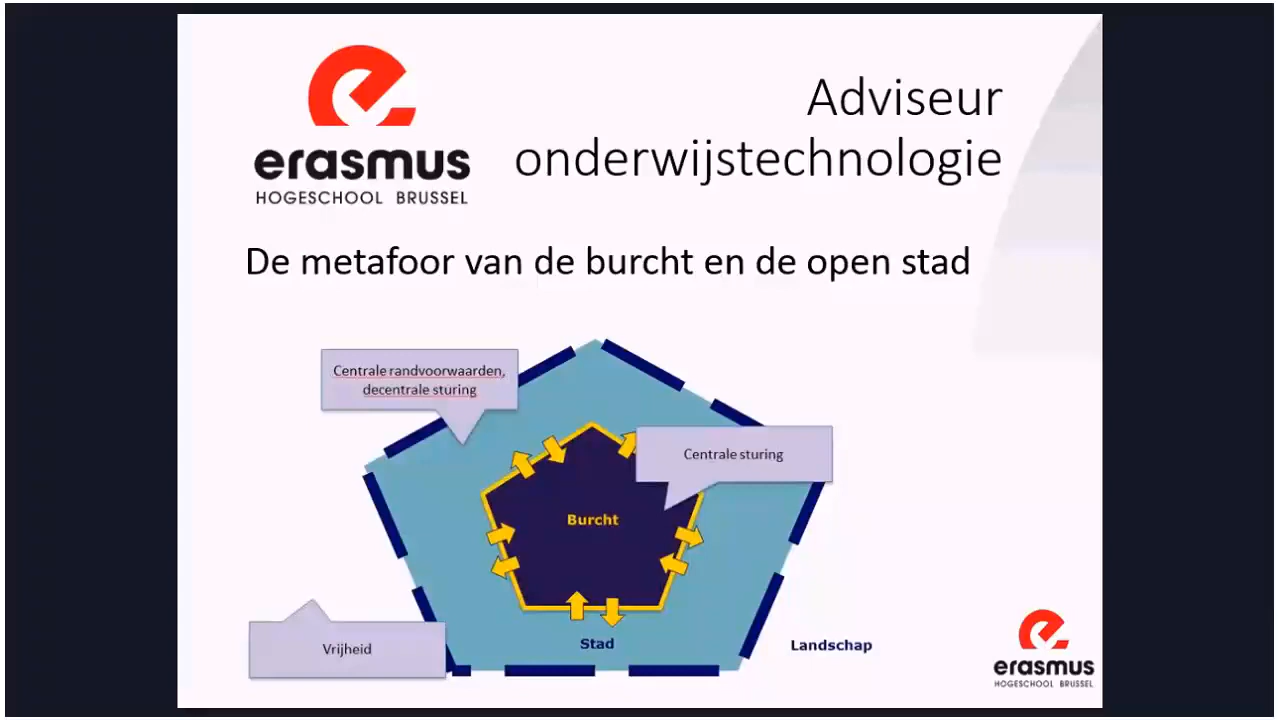 erasmus
HOGESCHOOL BRUSSEL
Adviseur
onderwijstechnologie
De metafoor van de burcht en de open stad
Centrale randvoorwaarden,
decentrale sturing
Centrale sturing
Burcht
Stad
Landschap
Vrijheid
erasmus
HOGESCHOOL BRUSSEL